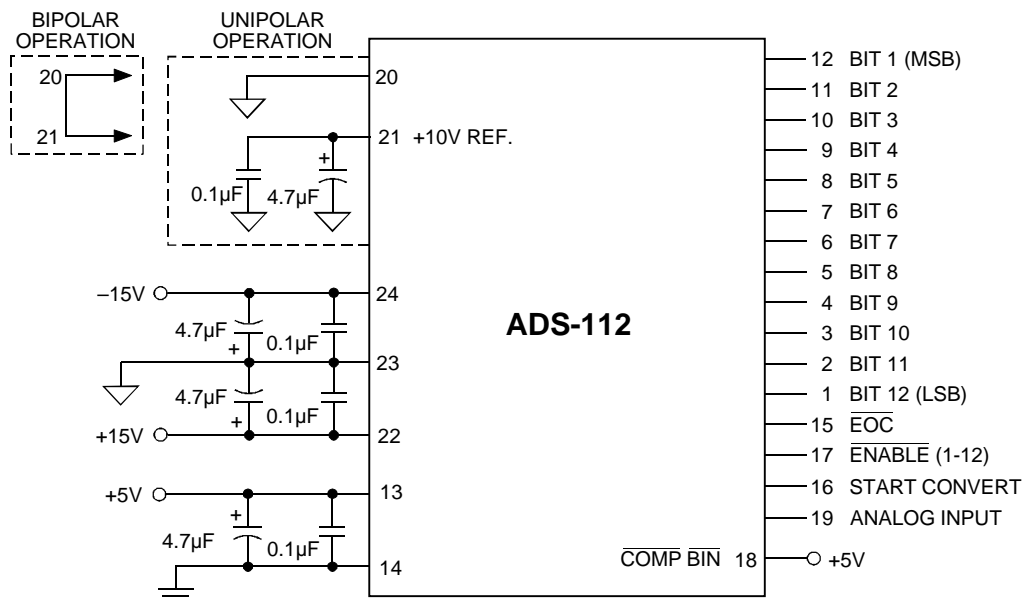 BIPOLAR
OPERATION
20
21
UNIPOLAR
OPERATION
20
21 +10V REF.
+
0.1µF
4.7µF
–15V
24
4.7µF
+
0.1µF
23
4.7µF
+
0.1µF
+15V
22
+5V
13
+
4.7µF
0.1µF
14
ADS-112
12 BIT 1 (MSB)
11 BIT 2
10 BIT 3
9 BIT 4
8 BIT 5
7 BIT 6
6 BIT 7
5 BIT 8
4 BIT 9
3 BIT 10
2 BIT 11
1 BIT 12 (LSB)
15 EOC
17 ENABLE (1-12)
16 START CONVERT
19 ANALOG INPUT
COMP BIN 18 +5V